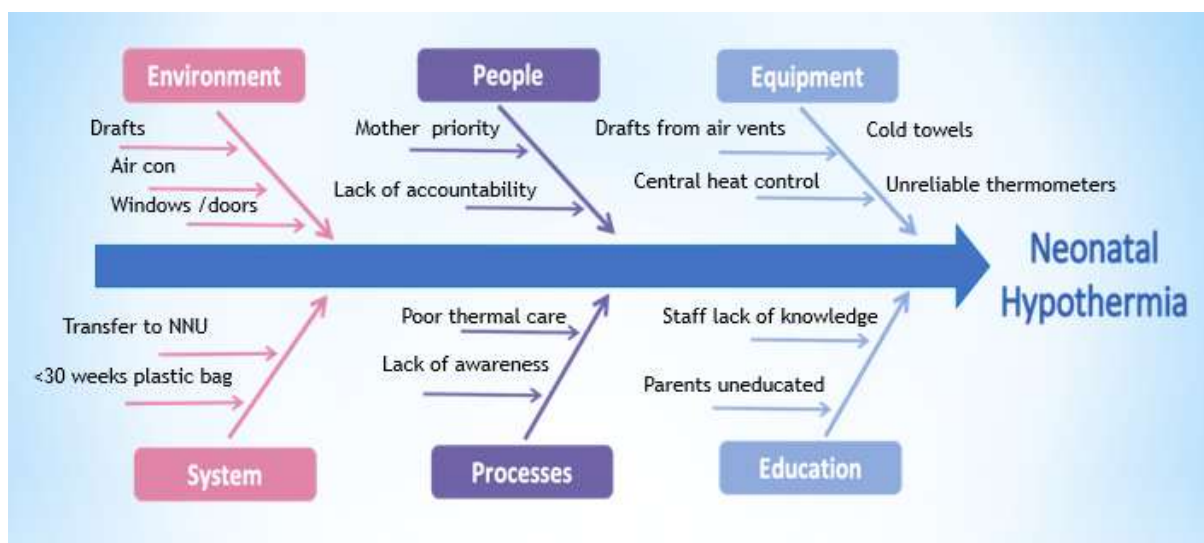 Environment
People
Equipment
Drafts
Air con
Windows /doors
Mother priority
Lack of accountability
Drafts from air vents
Central heat control
Cold towels
Unreliable thermometers
Neonatal
Hypothermia
Transfer to NNU
<30 weeks plastic bag
Poor thermal care
Lack of awareness
Staff lack of knowledge
Parents uneducated
System
Processes
Education